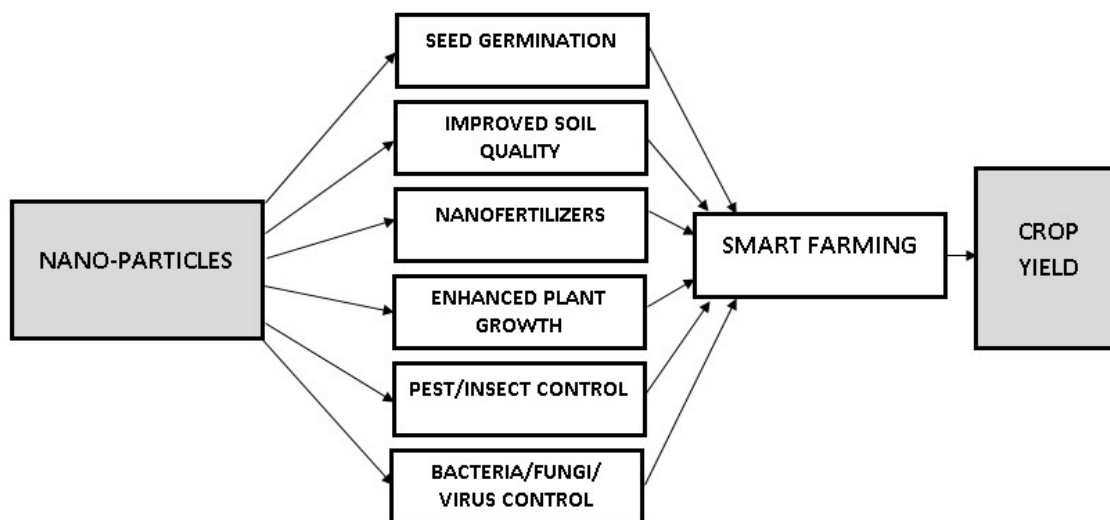 SEED GERMINATION
IMPROVED SOIL
QUALITY
NANOFERTILIZERS
NANO-PARTICLES
ENHANCED PLANT
GROWTH
PEST/INSECT CONTROL
BACTERIA/FUNGI/
VIRUS CONTROL
SMART FARMING
CROP
YIELD